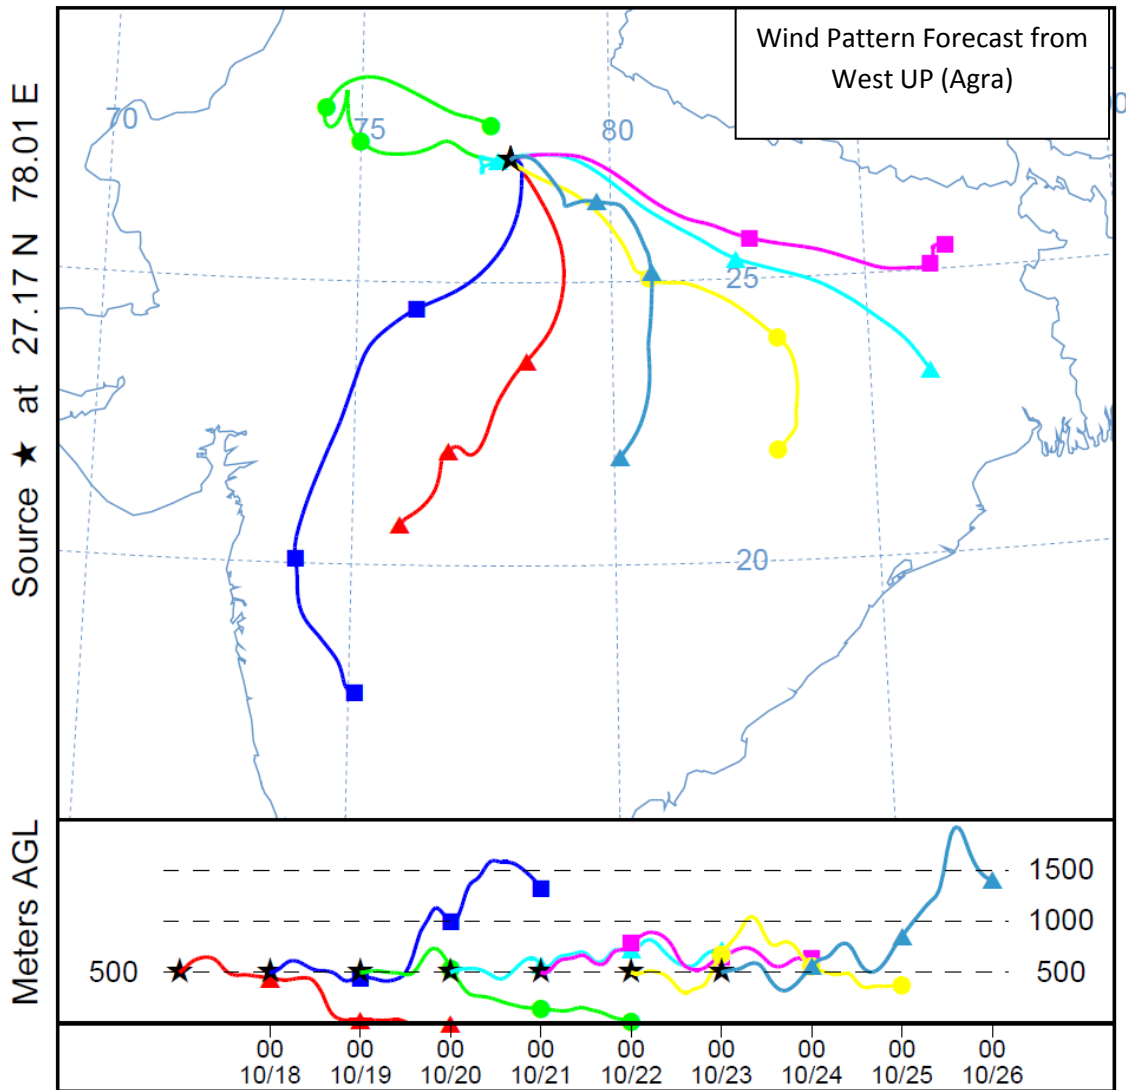 Wind Pattern Forecast from
West UP (Agra)
Source ★ at 27.17 N 78.01 E
70
75
80
25
20
Meters AGL
1500
1000
500
500
00 00 00 00 00 00 00 00 00
10/18 10/19 10/20 10/21 10/22 10/23 10/24 10/25 10/26